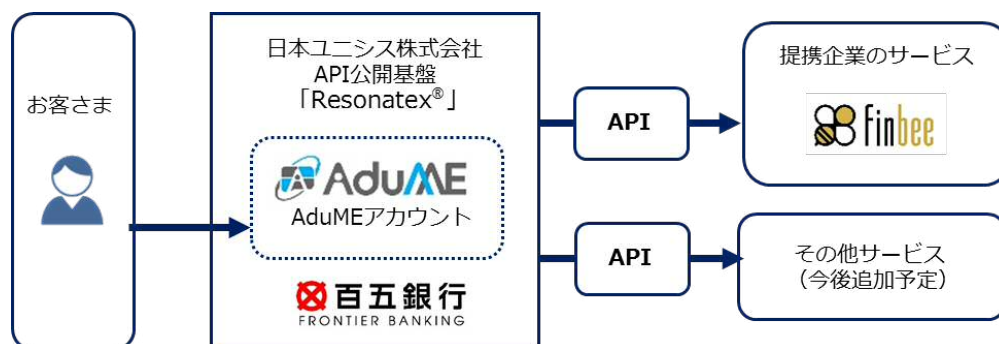 お客さま
日本ユニシス株式会社
API公開基盤
「Resonatex®」
AduME
AduMEアカウント
百五銀行
FRONTIER BANKING
API
提携企業のサービス
finbee
API
その他サービス
（今後追加予定）